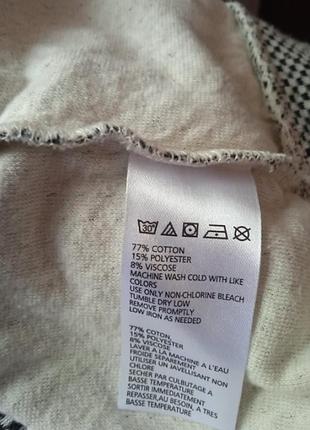 30°
77% COTTON
15% POLYESTER
8% VISCOSE
MACHINE WASH COLD WITH LIKE
COLORS
USE ONLY NON-CHLORINE BLEACH
TUMBLE DRY LOW
REMOVE PROMPTLY
LOW IRON AS NEEDED
77% COTON
15% POLYESTER
8% VISCOSE
LAVER A LA MACHINE A L'EAU
FROIDE SEPAREMENT
UTILISER UN JAVELLISANT NON
CHLORE
SECHER PAR CULBUTAGE A
BASSE TEMPERATURE
SORTIR IMMEDIATEMENT
REPASSER,AU BESOIN, A TRES
BASSE TEMPERATURE